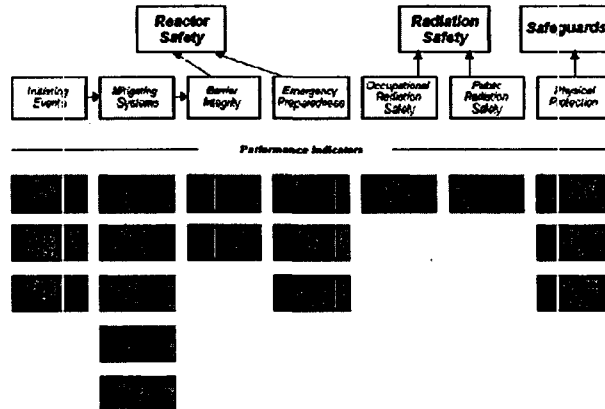 Reactor
Safety
Radiation
Safety
Safeguards
Initiating
Events
Mitigating
Systems
Barrier
Integrity
Emergency
Preparedness
Occupational
Radiation
Safety
Public
Radiation
Safety
Physical
Protection
Performance Indicators